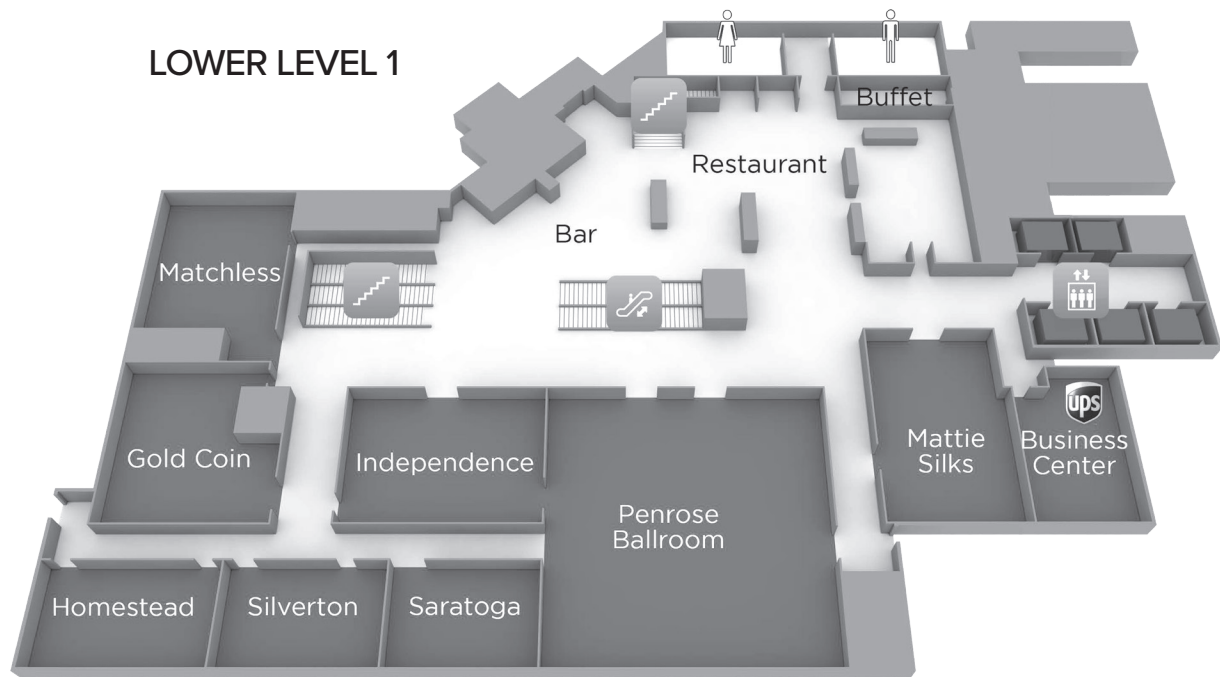 LOWER LEVEL 1
Buffet
Restaurant
Bar
Matchless
ups
Business
Center
Mattie
Silks
Gold Coin
Independence
Penrose
Ballroom
Homestead
Silverton
Saratoga